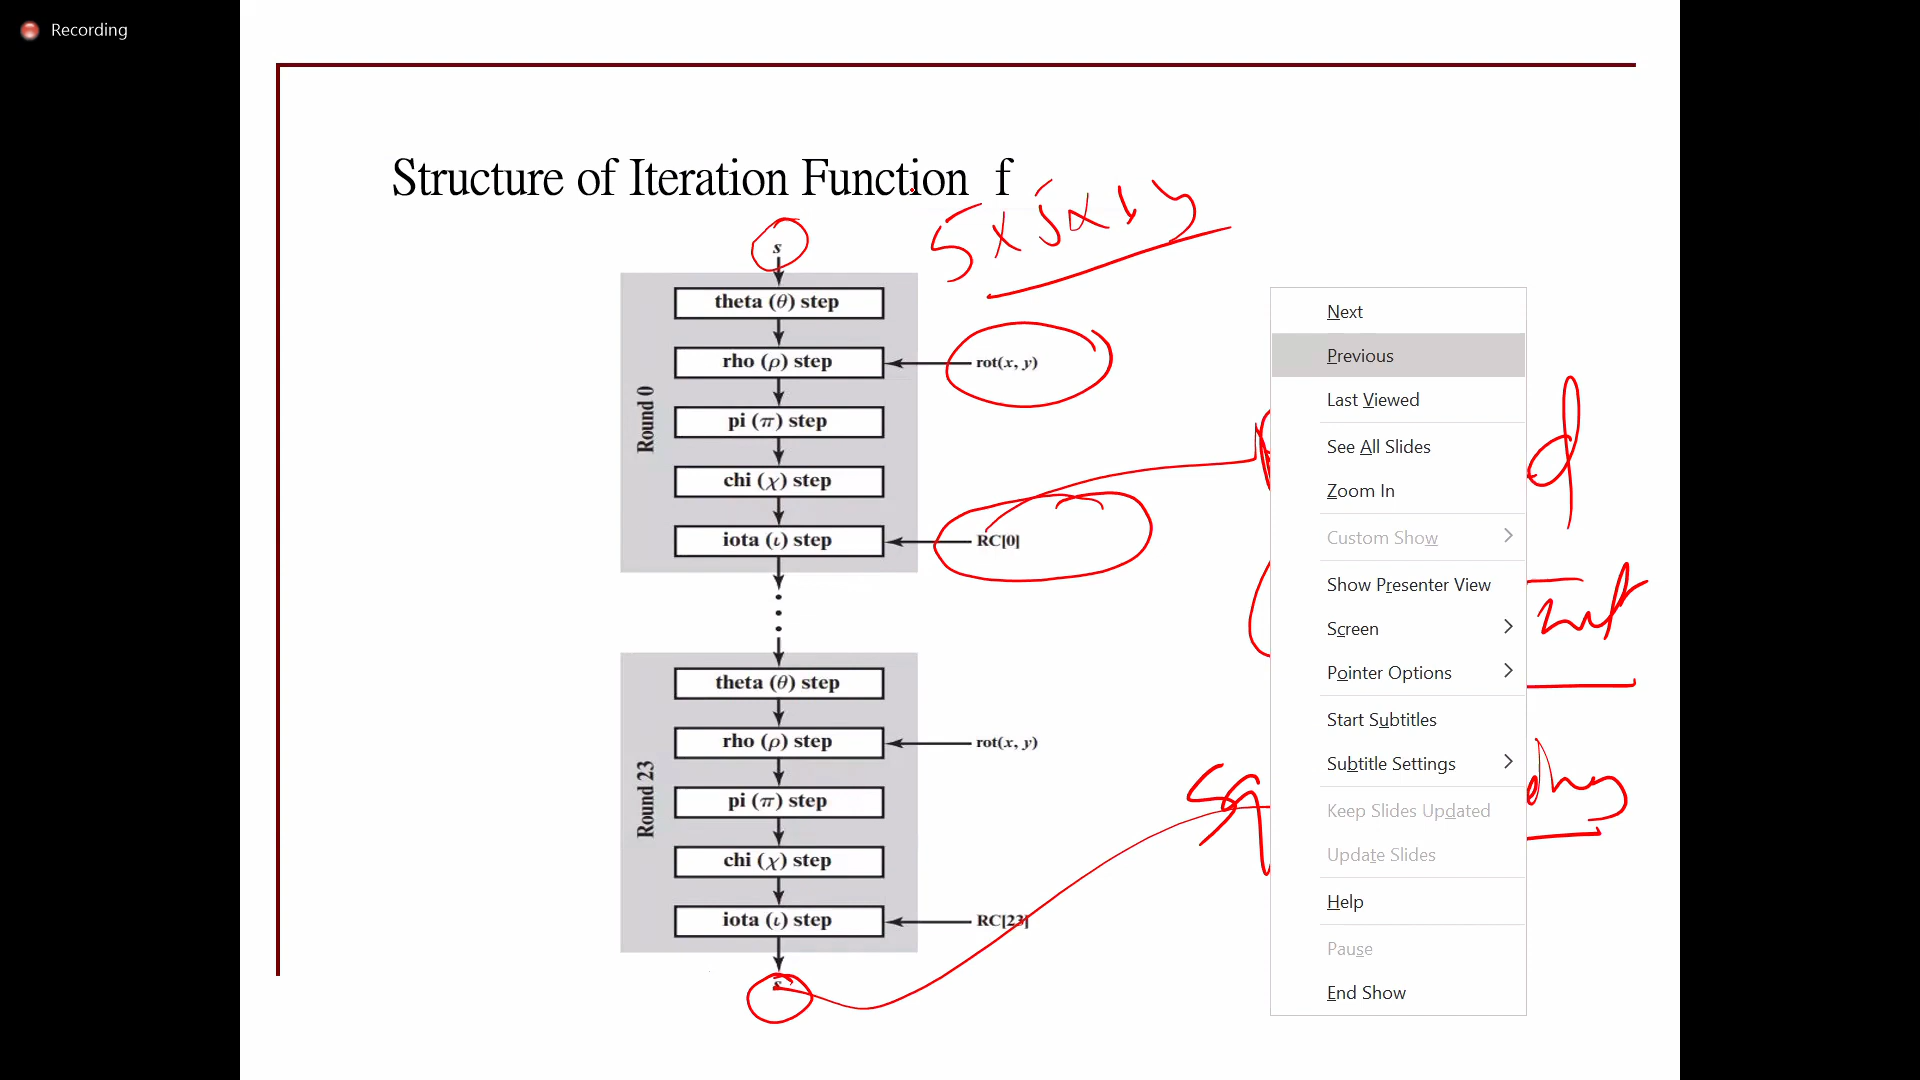 Recording
Structure of Iteration Function f
s
theta (θ) step
rho (ρ) step
rot(x, y)
pi (π) step
chi (χ) step
iota (ι) step
RC[0]
Round 0
theta (θ) step
rho (ρ) step
rot(x, y)
pi (π) step
chi (χ) step
iota (ι) step
RC[23]
Round 23
s
Next
Previous
Last Viewed
See All Slides
Zoom In
Custom Show
Show Presenter View
Screen
Pointer Options
Start Subtitles
Subtitle Settings
Keep Slides Updated
Update Slides
Help
Pause
End Show